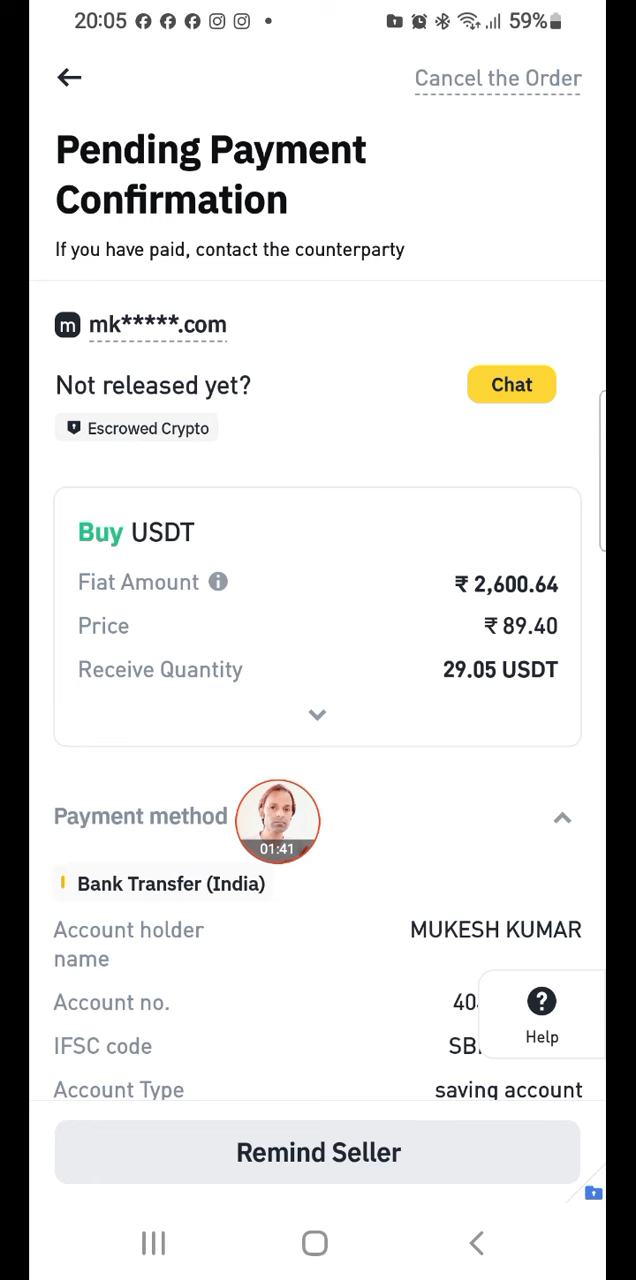 20:05
59%
Cancel the Order
Pending Payment
Confirmation
If you have paid, contact the counterparty
m mk*****.com
Not released yet?
Chat
Escrowed Crypto
Buy USDT
Fiat Amount
₹ 2,600.64
Price
₹ 89.40
Receive Quantity
29.05 USDT
Payment method
01:41
Bank Transfer (India)
Account holder
name
MUKESH KUMAR
Account no.
40
IFSC code
SB
Help
Account Type
saving account
Remind Seller